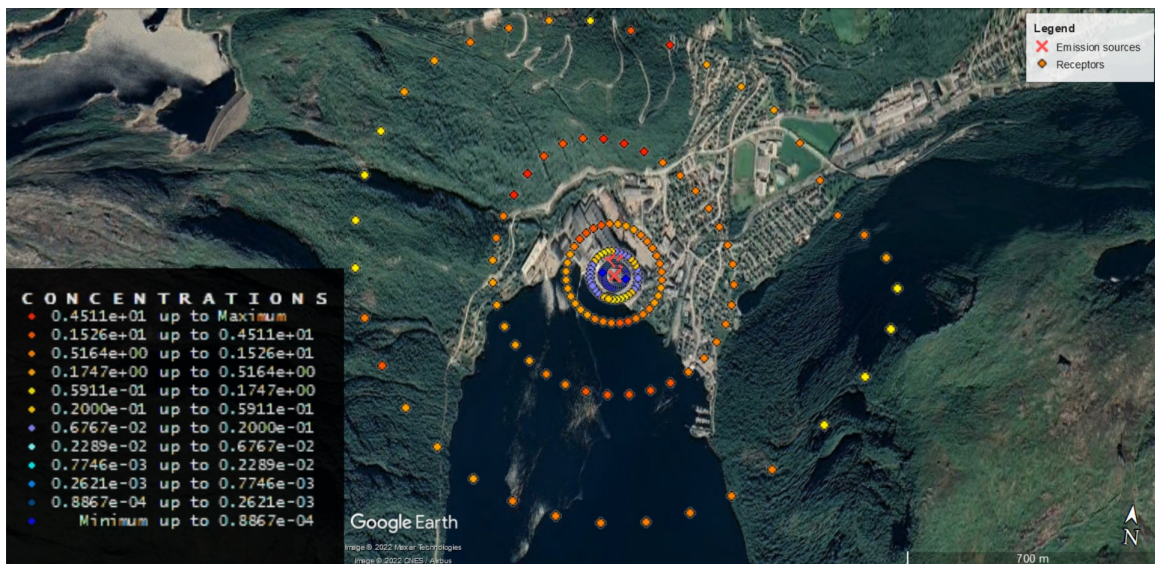 Legend
Emission sources
Receptors
C O N C E N T R A T I O N S
0.4511e+01 up to Maximum
0.1526e+01 up to 0.4511e+01
0.5164e+00 up to 0.1526e+01
0.1747e+00 up to 0.5164e+00
0.5911e-01 up to 0.1747e+00
0.2000e-01 up to 0.5911e-01
0.6767e-02 up to 0.2000e-01
0.2289e-02 up to 0.6767e-02
0.7746e-03 up to 0.2289e-02
0.2621e-03 up to 0.7746e-03
0.8867e-04 up to 0.2621e-03
Minimum up to 0.8867e-04
Google Earth
Image © 2022 Maxar Technologies
Image © 2022 CNES / Airbus
N
700 m